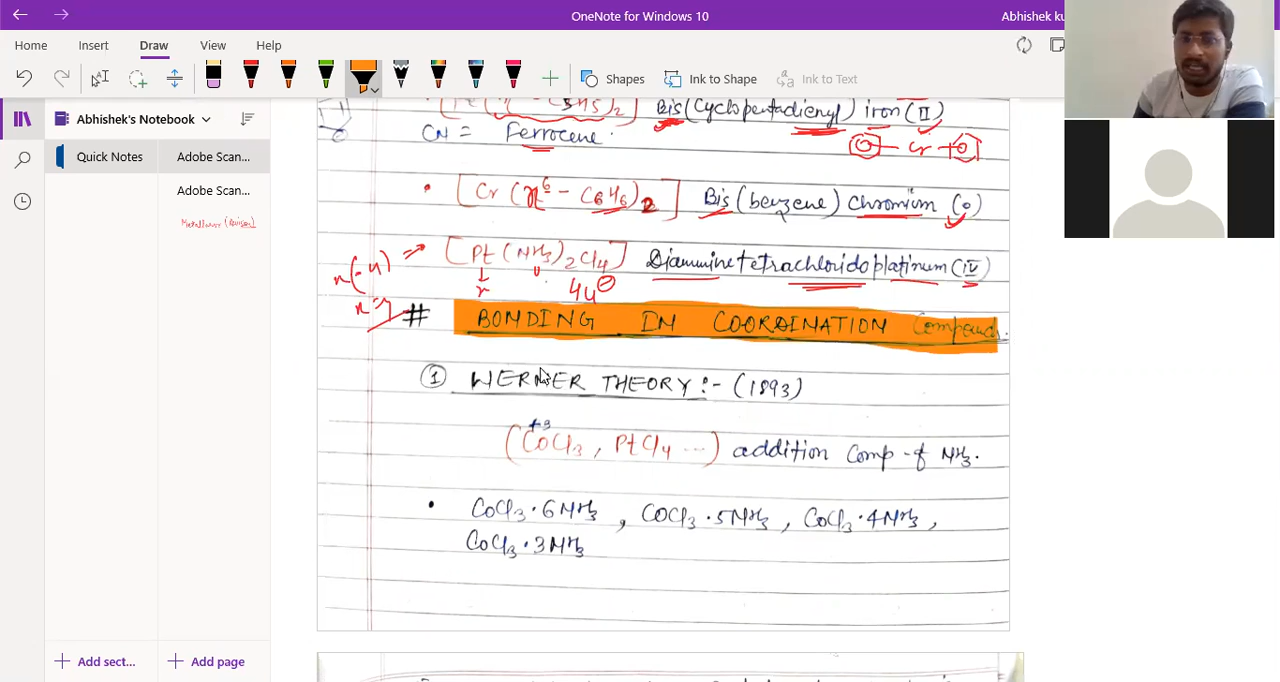 OneNote for Windows 10
Abhishek ku
Home Insert Draw View Help
Shapes Ink to Shape Ink to Text
Abhishek's Notebook
Quick Notes
Adobe Scan...
Adobe Scan...
Bis(Cyclopentadienyl) iron (II)
CN = Ferrocene.
Cr
• [Cr(η6-C6H6)2] Bis(benzene) Chromium (0)
[Pt(NH3)2Cl4] Diamminetetrachloridoplatinum(IV)
# BONDING IN COORDINATION Compounds.
① WERNER THEORY :- (1893)
+3
(CoCl3, PtCl4 ...) addition Comp of NH3.
• CoCl3·6NH3, COCl3·5NH3, CoCl3·4NH3,
CoCl3·3NH3
+ Add sect... + Add page